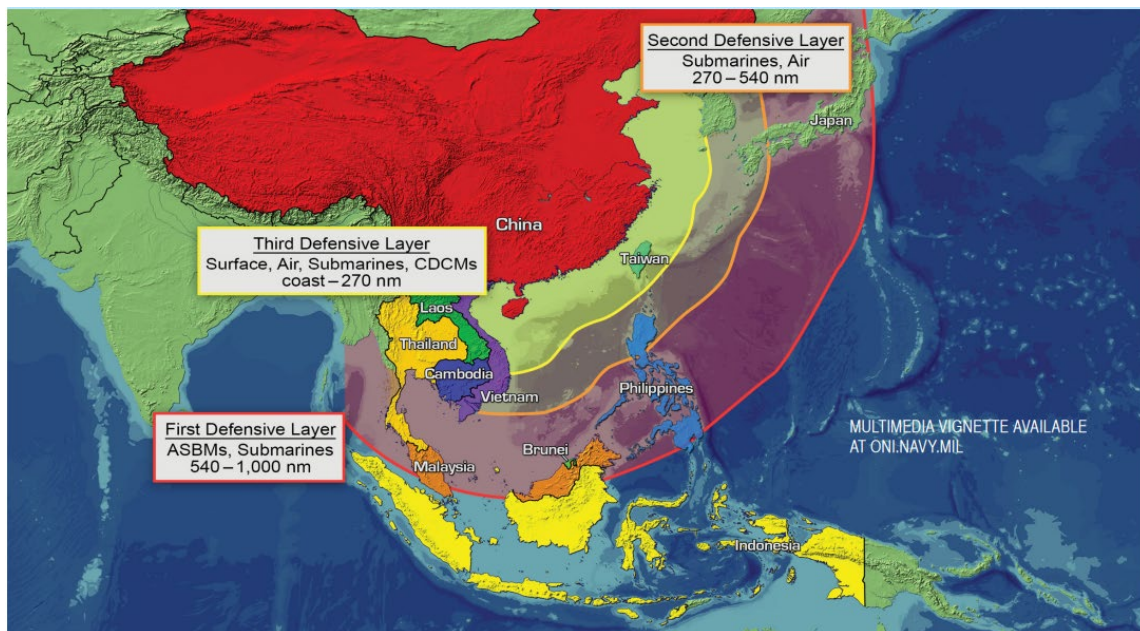 Second Defensive Layer
Submarines, Air
270 – 540 nm
Japan
China
Third Defensive Layer
Surface, Air, Submarines, CDCMs
coast – 270 nm
Taiwan
Laos
Thailand
Cambodia
Vietnam
Philippines
First Defensive Layer
ASBMs, Submarines
540 – 1,000 nm
Malaysia
Brunei
MULTIMEDIA VIGNETTE AVAILABLE
AT ONI.NAVY.MIL
Indonesia